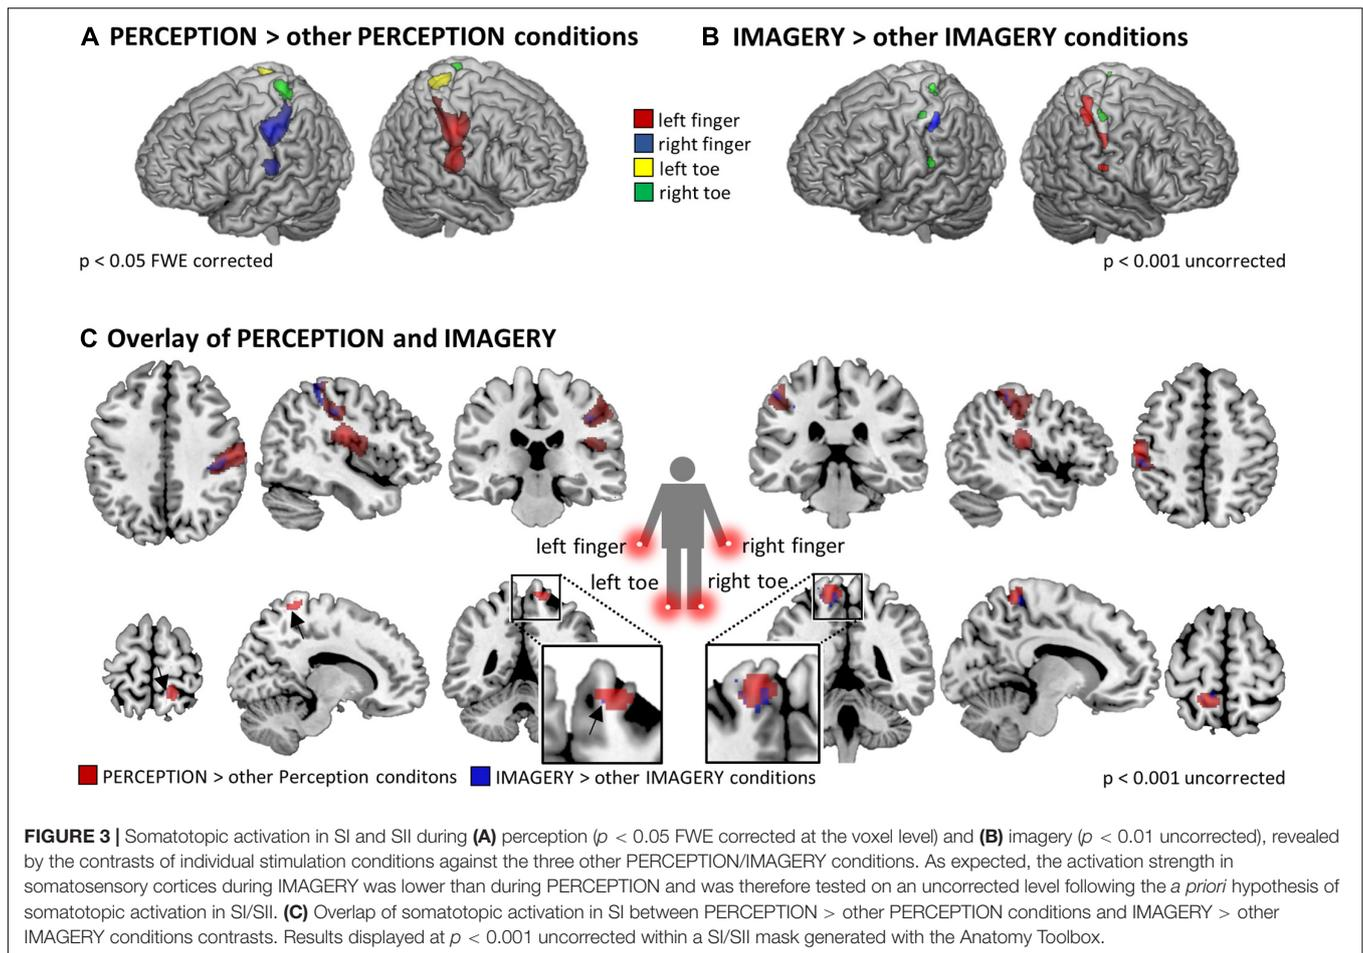 A PERCEPTION > other PERCEPTION conditions
B IMAGERY > other IMAGERY conditions
left finger
right finger
left toe
right toe
p < 0.05 FWE corrected
p < 0.001 uncorrected
C Overlay of PERCEPTION and IMAGERY
left finger
right finger
left toe
right toe
PERCEPTION > other Perception conditons
IMAGERY > other IMAGERY conditions
p < 0.001 uncorrected
FIGURE 3 | Somatotopic activation in SI and SII during (A) perception (p < 0.05 FWE corrected at the voxel level) and (B) imagery (p < 0.01 uncorrected), revealed
by the contrasts of individual stimulation conditions against the three other PERCEPTION/IMAGERY conditions. As expected, the activation strength in
somatosensory cortices during IMAGERY was lower than during PERCEPTION and was therefore tested on an uncorrected level following the a priori hypothesis of
somatotopic activation in SI/SII. (C) Overlap of somatotopic activation in SI between PERCEPTION > other PERCEPTION conditions and IMAGERY > other
IMAGERY conditions contrasts. Results displayed at p < 0.001 uncorrected within a SI/SII mask generated with the Anatomy Toolbox.